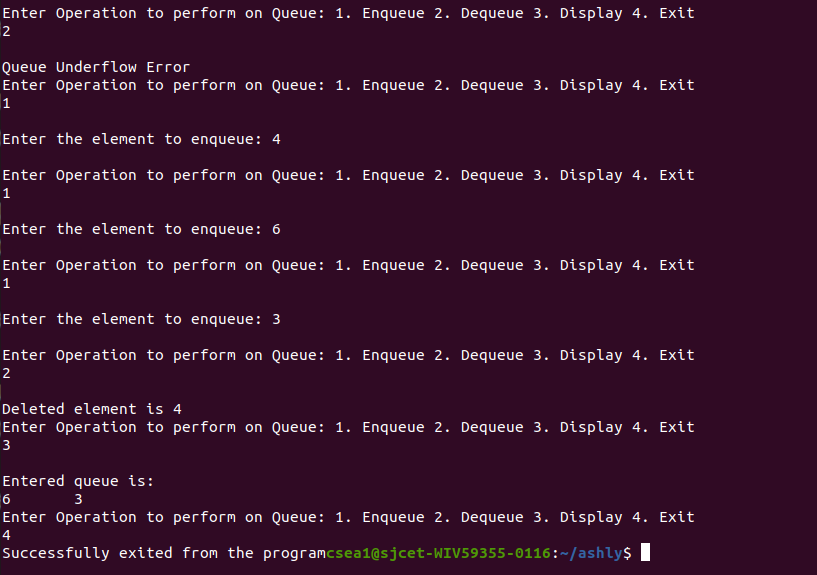 Enter Operation to perform on Queue: 1. Enqueue 2. Dequeue 3. Display 4. Exit
2
Queue Underflow Error
Enter Operation to perform on Queue: 1. Enqueue 2. Dequeue 3. Display 4. Exit
1
Enter the element to enqueue: 4
Enter Operation to perform on Queue: 1. Enqueue 2. Dequeue 3. Display 4. Exit
1
Enter the element to enqueue: 6
Enter Operation to perform on Queue: 1. Enqueue 2. Dequeue 3. Display 4. Exit
1
Enter the element to enqueue: 3
Enter Operation to perform on Queue: 1. Enqueue 2. Dequeue 3. Display 4. Exit
2
Deleted element is 4
Enter Operation to perform on Queue: 1. Enqueue 2. Dequeue 3. Display 4. Exit
3
Entered queue is:
6       3
Enter Operation to perform on Queue: 1. Enqueue 2. Dequeue 3. Display 4. Exit
4
Successfully exited from the programcsea1@sjcet-WIV59355-0116:~/ashly$